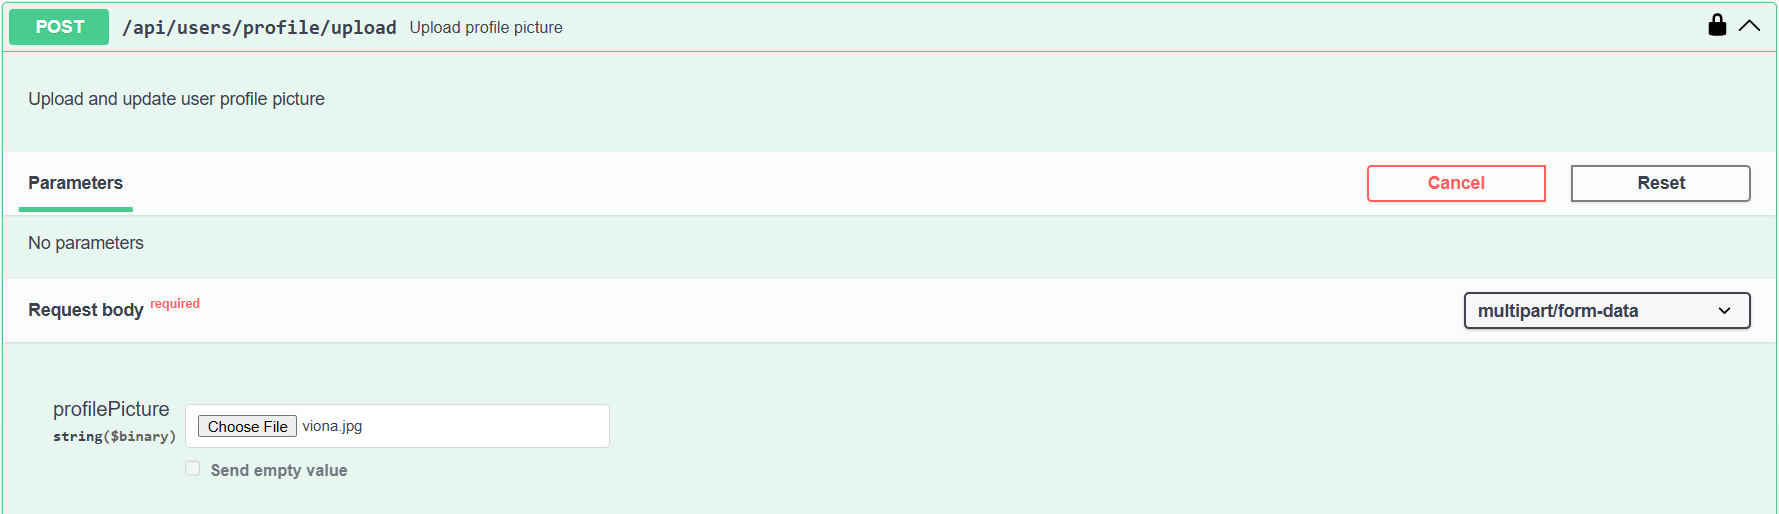 POST /api/users/profile/upload Upload profile picture
Upload and update user profile picture
Parameters Cancel Reset
No parameters
Request body required multipart/form-data
profilePicture
string($binary) Choose File viona.jpg
Send empty value